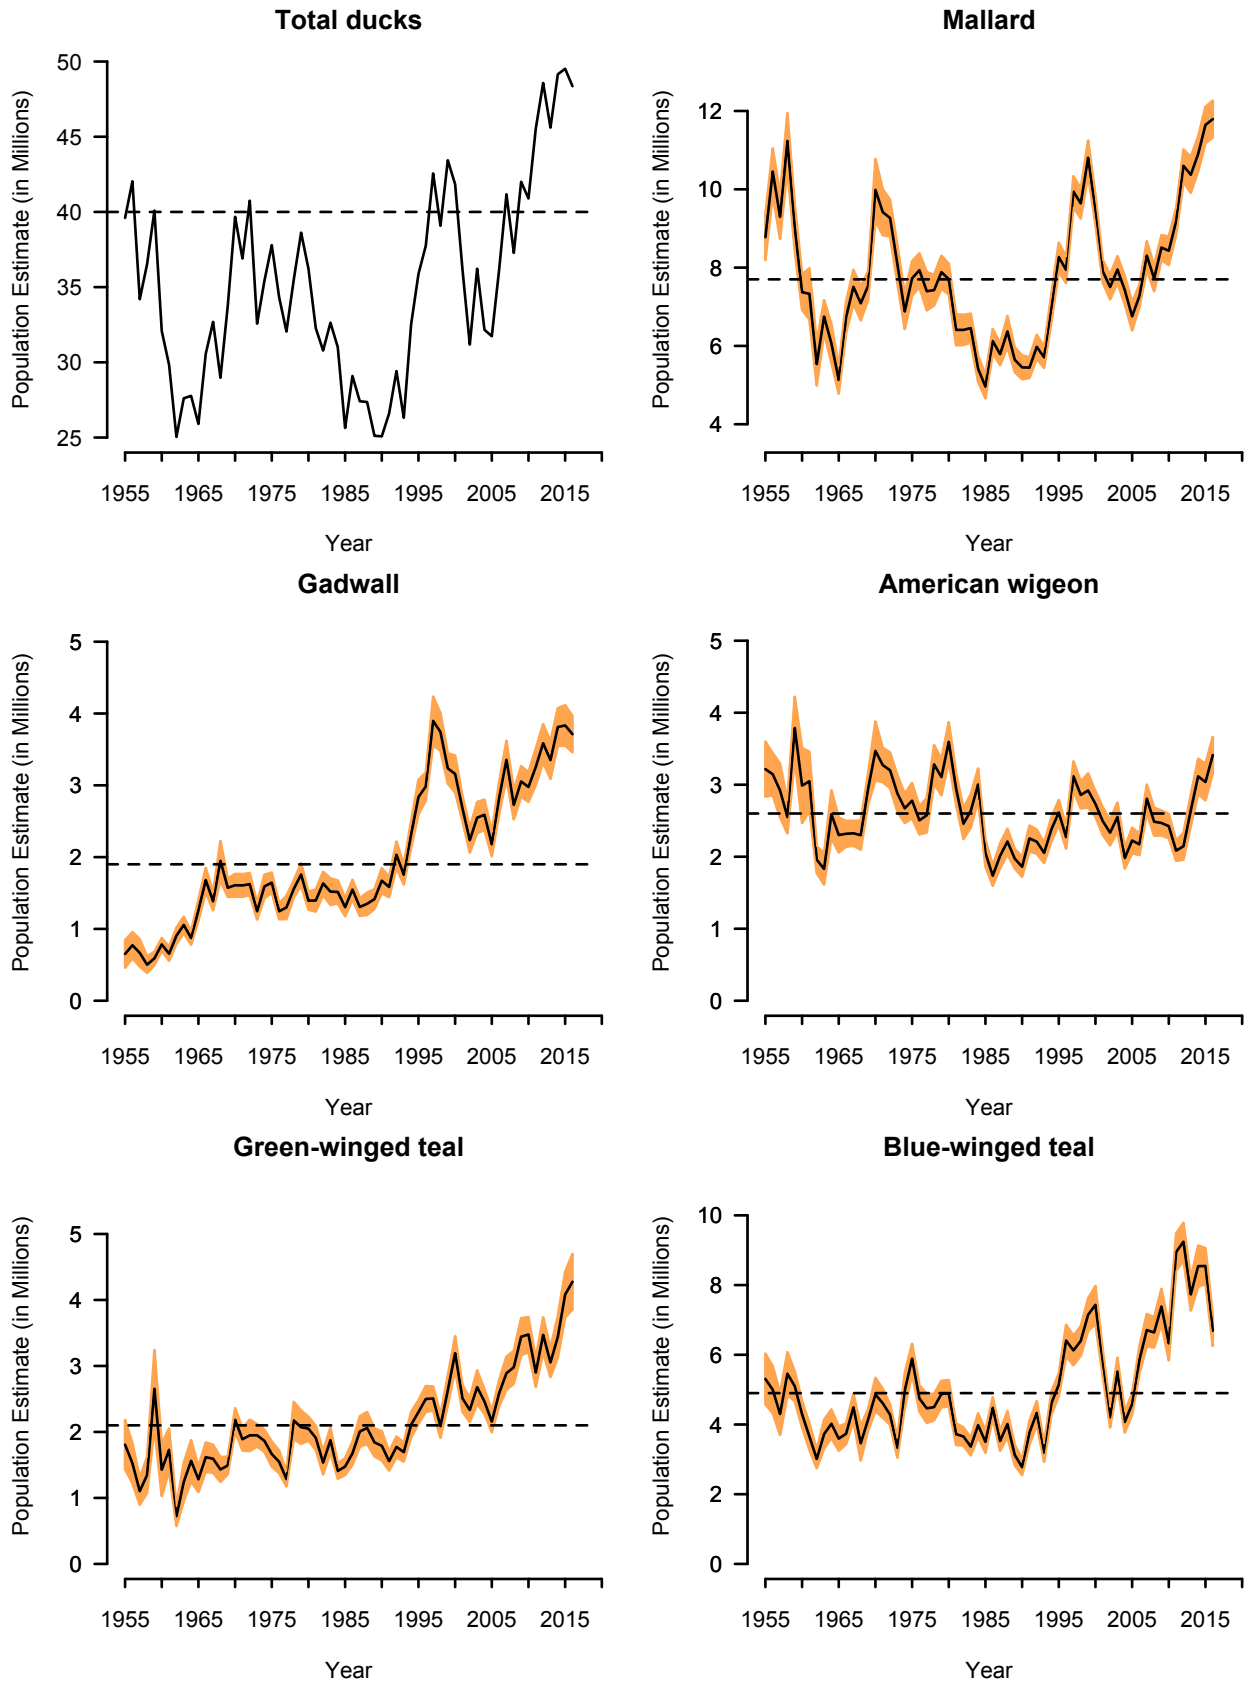 Total ducks
Population Estimate (in Millions)
50
45
40
35
30
25
1955 1965 1975 1985 1995 2005 2015
Year
Mallard
Population Estimate (in Millions)
12
10
8
6
4
1955 1965 1975 1985 1995 2005 2015
Year
Gadwall
Population Estimate (in Millions)
5
4
3
2
1
0
1955 1965 1975 1985 1995 2005 2015
Year
American wigeon
Population Estimate (in Millions)
5
4
3
2
1
0
1955 1965 1975 1985 1995 2005 2015
Year
Green-winged teal
Population Estimate (in Millions)
5
4
3
2
1
0
1955 1965 1975 1985 1995 2005 2015
Year
Blue-winged teal
Population Estimate (in Millions)
10
8
6
4
2
0
1955 1965 1975 1985 1995 2005 2015
Year